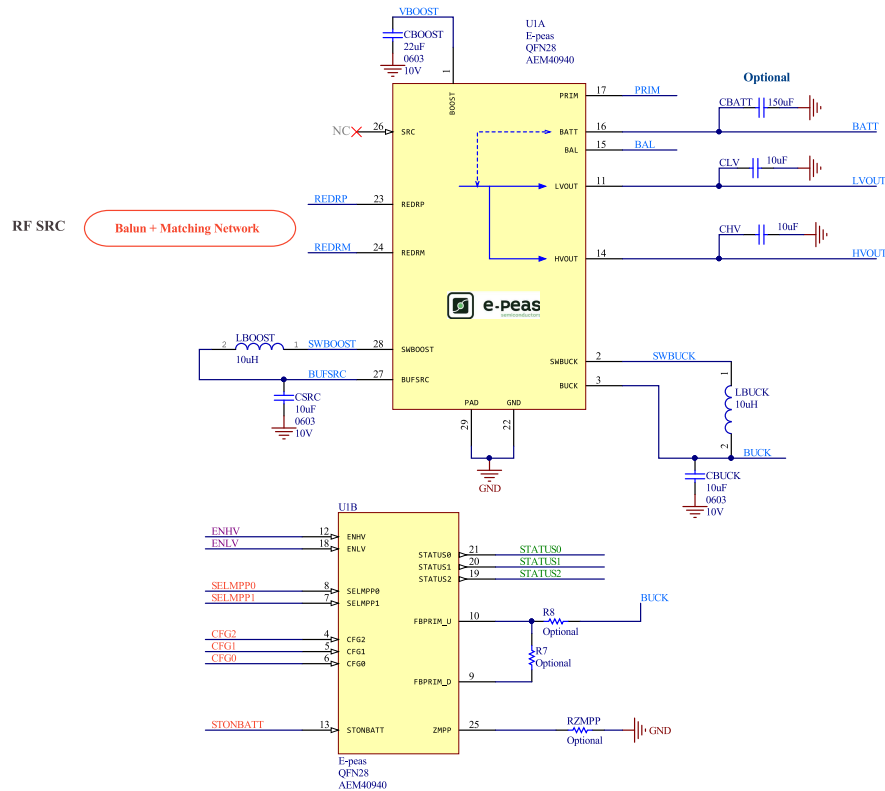 VBOOST
CBOOST
22uF
0603
10V
1
BOOST
U1A
E-peas
QFN28
AEM40940
Optional
PRIM 17 PRIM
CBATT 150uF
NC 26 SRC
BATT 16 BATT
BAL 15 BAL
CLV 10uF
LVOUT 11 LVOUT
REDRP 23 REDRP
RF SRC
Balun + Matching Network
CHV 10uF
REDRM 24 REDRM
HVOUT 14 HVOUT
e-peas
semiconductors
LBOOST
2 1 SWBOOST 28 SWBOOST
10uH
SWBUCK 2 SWBUCK
BUFSRC 27 BUFSRC
BUCK 3
1
LBUCK
10uH
2
CSRC
10uF
0603
10V
PAD GND
29 22
GND
BUCK
CBUCK
10uF
0603
10V
U1B
ENHV 12 ENHV
ENLV 18 ENLV
STATUS0 21 STATUS0
STATUS1 20 STATUS1
STATUS2 19 STATUS2
SELMPP0 8 SELMPP0
SELMPP1 7 SELMPP1
BUCK
FBPRIM_U 10
R8
Optional
CFG2 4 CFG2
CFG1 5 CFG1
CFG0 6 CFG0
R7
Optional
FBPRIM_D 9
STONBATT 13 STONBATT
ZMPP 25
RZMPP
Optional
GND
E-peas
QFN28
AEM40940